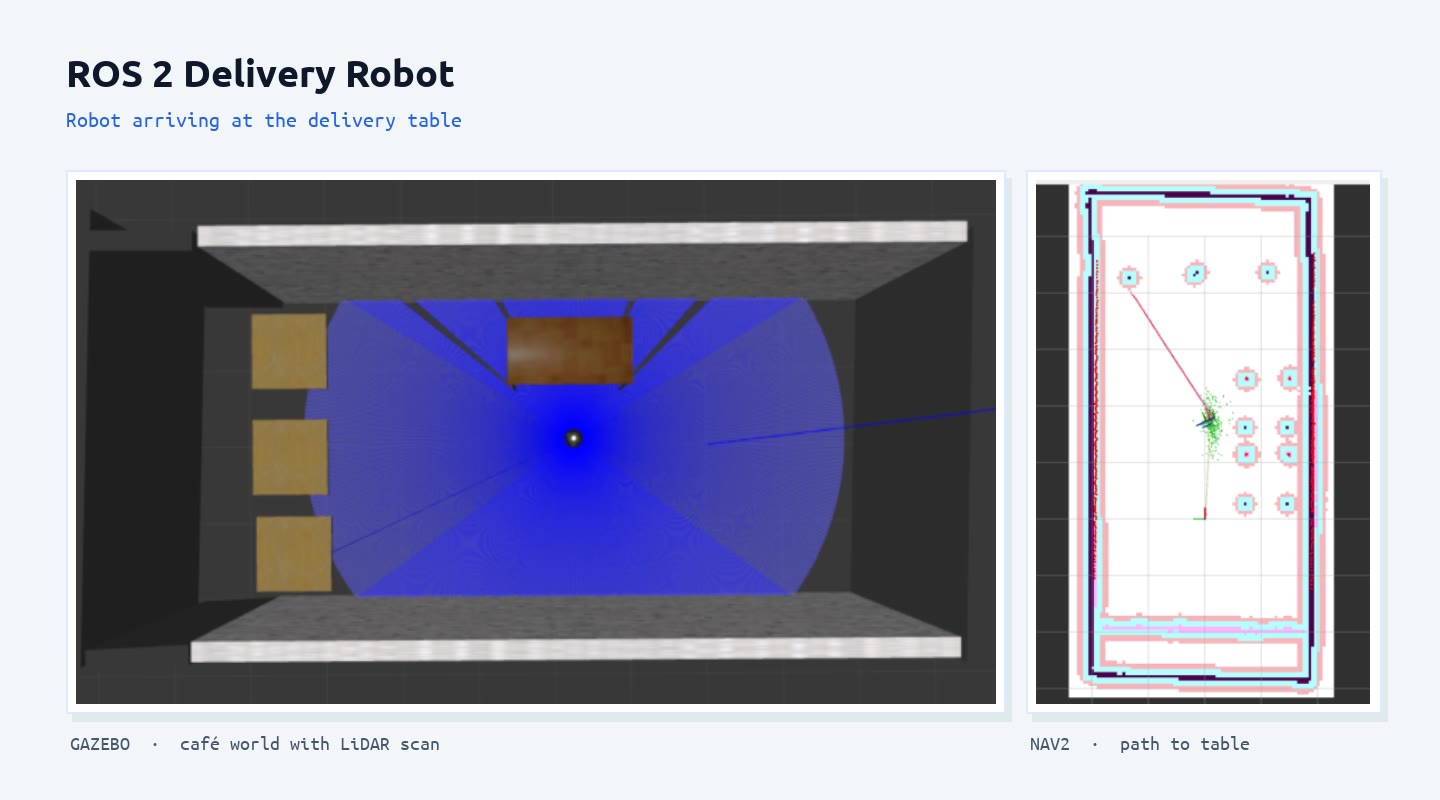 ROS 2 Delivery Robot
Robot arriving at the delivery table
GAZEBO · café world with LiDAR scan
NAV2 · path to table